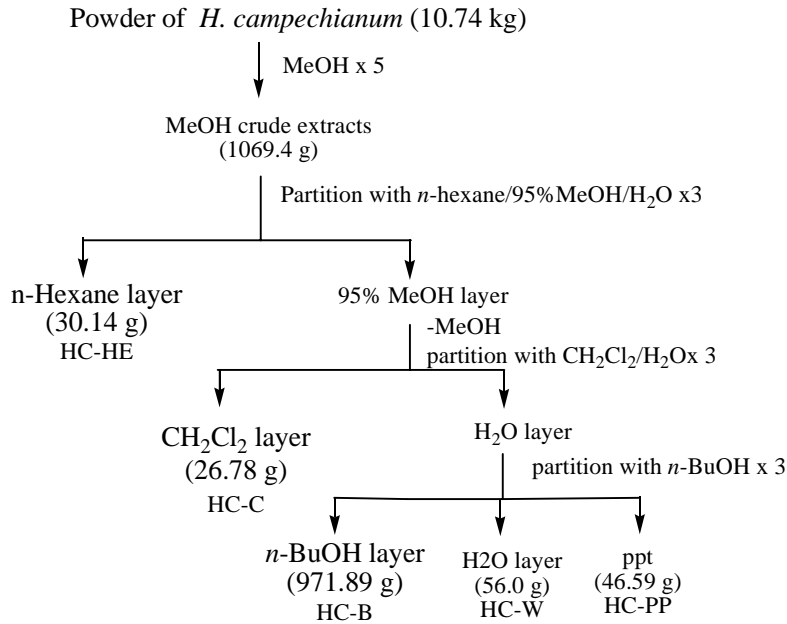 Powder of H. campechianum (10.74 kg)
MeOH x 5
MeOH crude extracts
(1069.4 g)
Partition with n-hexane/95%MeOH/H₂O x3
n-Hexane layer
(30.14 g)
HC-HE
95% MeOH layer
-MeOH
partition with CH₂Cl₂/H₂Ox 3
CH₂Cl₂ layer
(26.78 g)
HC-C
H₂O layer
partition with n-BuOH x 3
n-BuOH layer
(971.89 g)
HC-B
H2O layer
(56.0 g)
HC-W
ppt
(46.59 g)
HC-PP